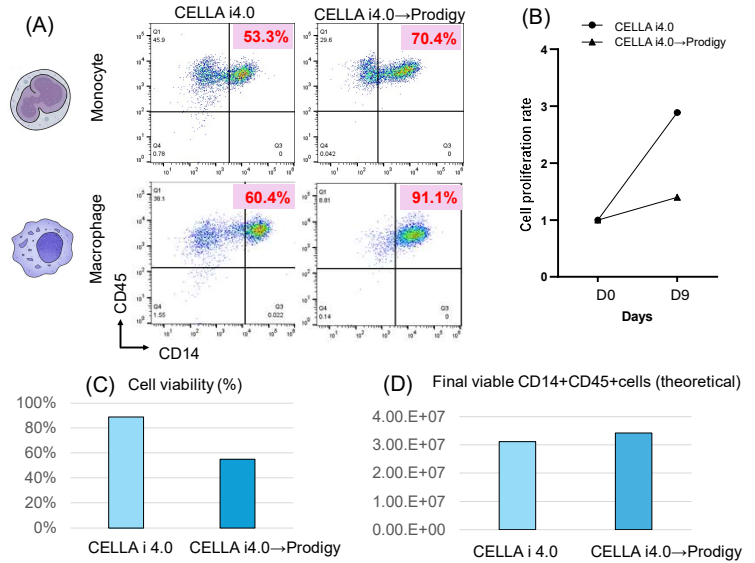 (A)
CELLA i4.0
CELLA i4.0→Prodigy
Monocyte
Q1
45.9
53.3%
Q4
0.78
Q3
0
Q1
29.6
70.4%
Q4
0.042
Q3
0
Macrophage
Q1
38.1
60.4%
Q4
1.55
Q3
0.022
Q1
8.81
91.1%
Q4
0.14
Q3
0
CD45
CD14
(B)
CELLA i4.0
CELLA i4.0→Prodigy
Cell proliferation rate
4
3
2
1
0
D0
D9
Days
(C)
Cell viability (%)
100%
80%
60%
40%
20%
0%
CELLA i 4.0
CELLA i4.0→Prodigy
(D)
Final viable CD14+CD45+cells (theoretical)
4.00.E+07
3.00.E+07
2.00.E+07
1.00.E+07
0.00.E+00
CELLA i 4.0
CELLA i4.0→Prodigy